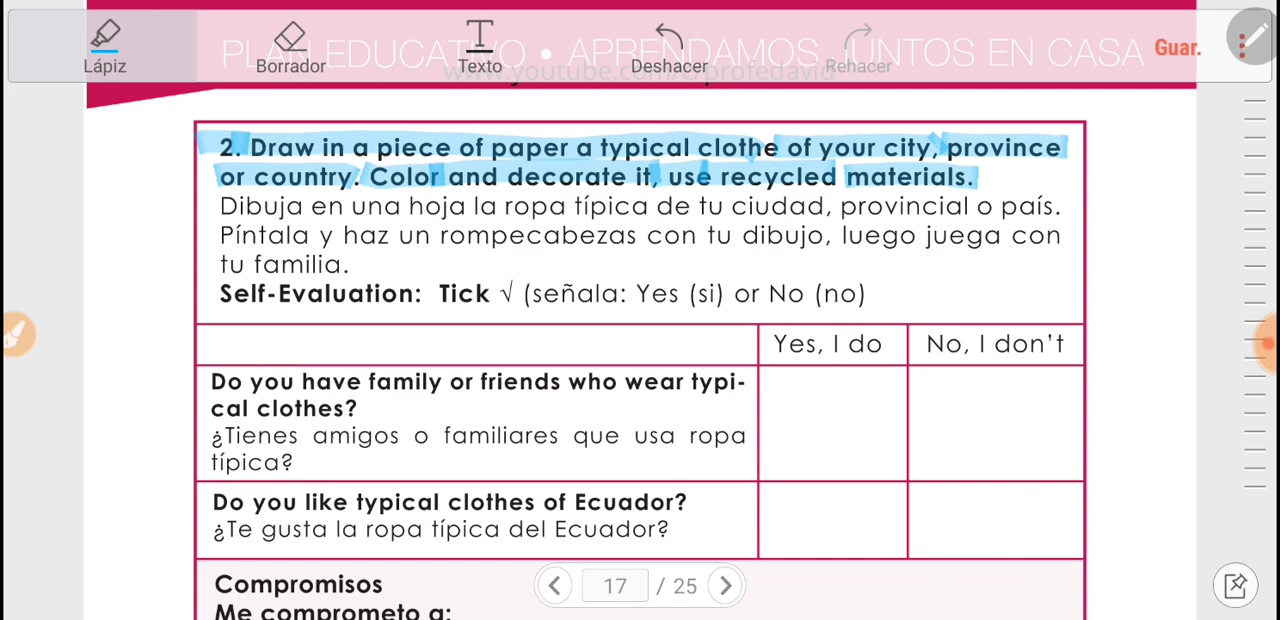 PLAN EDUCATIVO • APRENDAMOS JUNTOS EN CASA
Lápiz
Borrador
Texto
Deshacer
Rehacer
Guar.
2. Draw in a piece of paper a typical clothe of your city, province
or country. Color and decorate it, use recycled materials.
Dibuja en una hoja la ropa típica de tu ciudad, provincial o país.
Píntala y haz un rompecabezas con tu dibujo, luego juega con
tu familia.
Self-Evaluation: Tick √ (señala: Yes (si) or No (no)
Yes, I do
No, I don't
Do you have family or friends who wear typi-
cal clothes?
¿Tienes amigos o familiares que usa ropa
típica?
Do you like typical clothes of Ecuador?
¿Te gusta la ropa típica del Ecuador?
Compromisos
Me comprometo a:
17 / 25